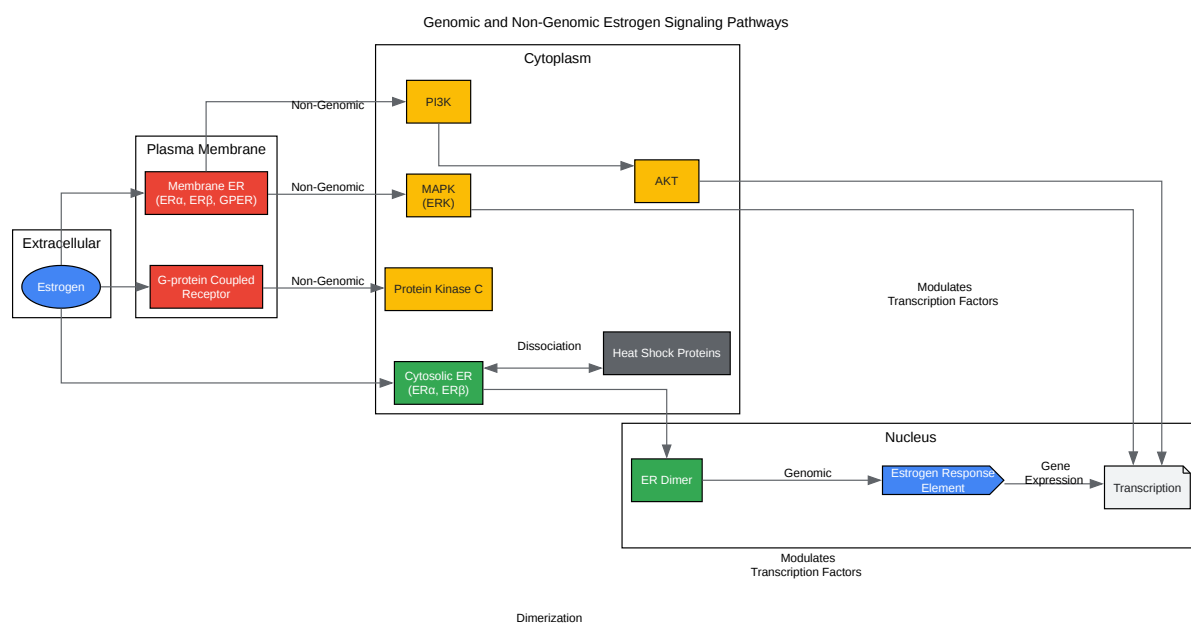 Genomic and Non-Genomic Estrogen Signaling Pathways
Cytoplasm
PI3K
Non-Genomic
Plasma Membrane
Membrane ER
(ERα, ERβ, GPER)
Non-Genomic
MAPK
(ERK)
AKT
Extracellular
Estrogen
G-protein Coupled
Receptor
Non-Genomic
Protein Kinase C
Modulates
Transcription Factors
Dissociation
Heat Shock Proteins
Cytosolic ER
(ERα, ERβ)
Nucleus
ER Dimer
Genomic
Estrogen Response
Element
Gene
Expression
Transcription
Modulates
Transcription Factors
Dimerization